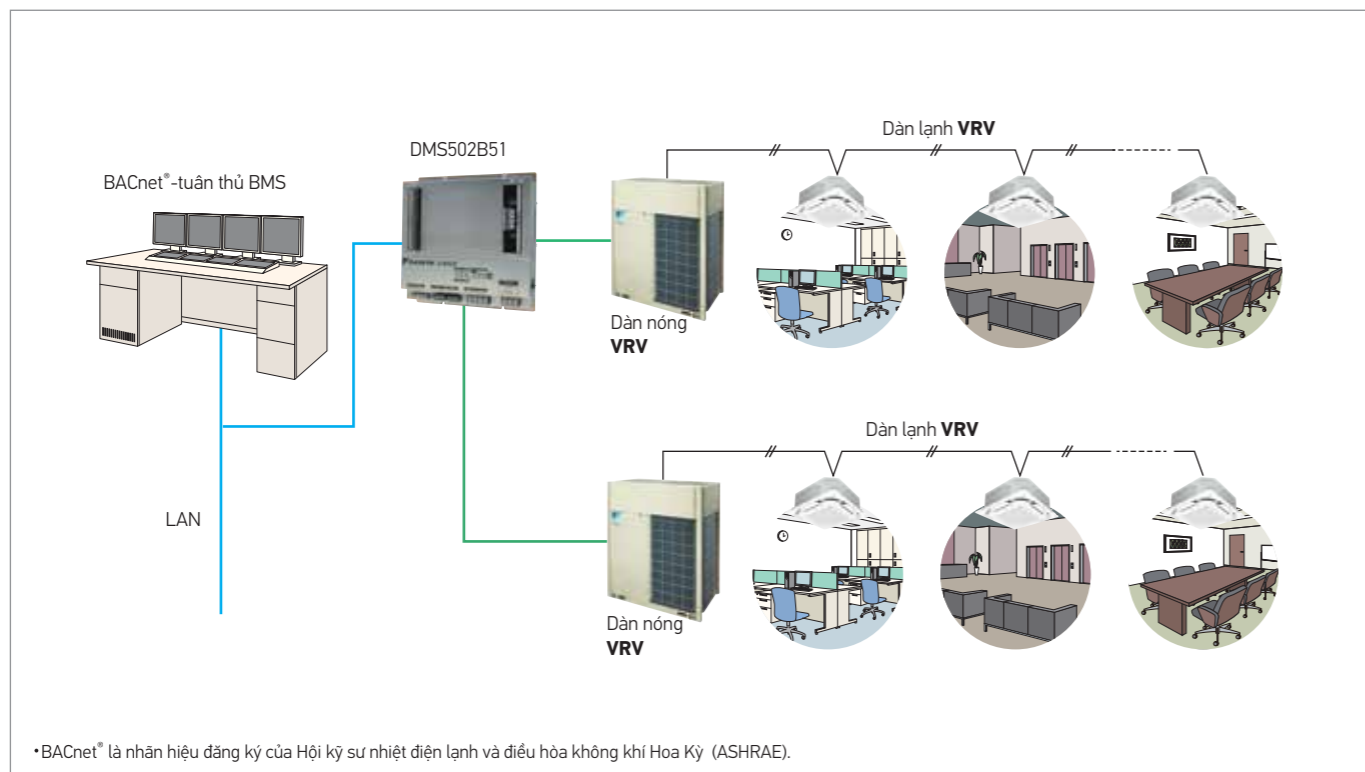 Dàn lạnh VRV
DMS502B51
BACnet®-tuân thủ BMS
Dàn nóng
VRV
Dàn lạnh VRV
LAN
Dàn nóng
VRV
•BACnet® là nhãn hiệu đăng ký của Hội kỹ sư nhiệt điện lạnh và điều hòa không khí Hoa Kỳ (ASHRAE).